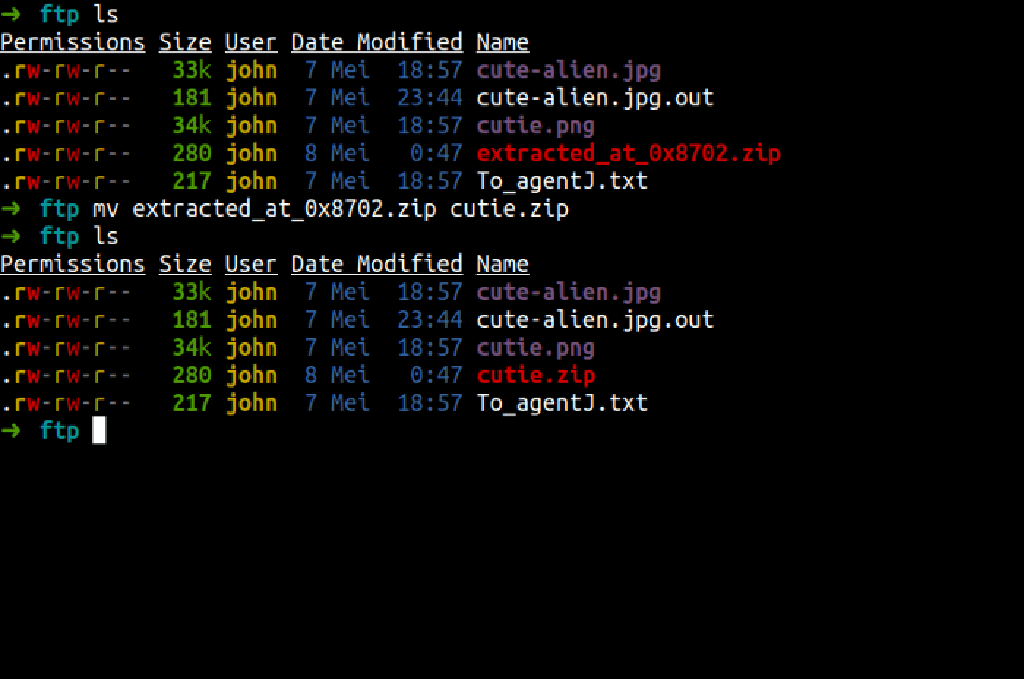 ➜ ftp ls
Permissions Size User Date Modified Name
.rw-rw-r-- 33k john 7 Mei 18:57 cute-alien.jpg
.rw-rw-r-- 181 john 7 Mei 23:44 cute-alien.jpg.out
.rw-rw-r-- 34k john 7 Mei 18:57 cutie.png
.rw-rw-r-- 280 john 8 Mei 0:47 extracted_at_0x8702.zip
.rw-rw-r-- 217 john 7 Mei 18:57 To_agentJ.txt
➜ ftp mv extracted_at_0x8702.zip cutie.zip
➜ ftp ls
Permissions Size User Date Modified Name
.rw-rw-r-- 33k john 7 Mei 18:57 cute-alien.jpg
.rw-rw-r-- 181 john 7 Mei 23:44 cute-alien.jpg.out
.rw-rw-r-- 34k john 7 Mei 18:57 cutie.png
.rw-rw-r-- 280 john 8 Mei 0:47 cutie.zip
.rw-rw-r-- 217 john 7 Mei 18:57 To_agentJ.txt
➜ ftp